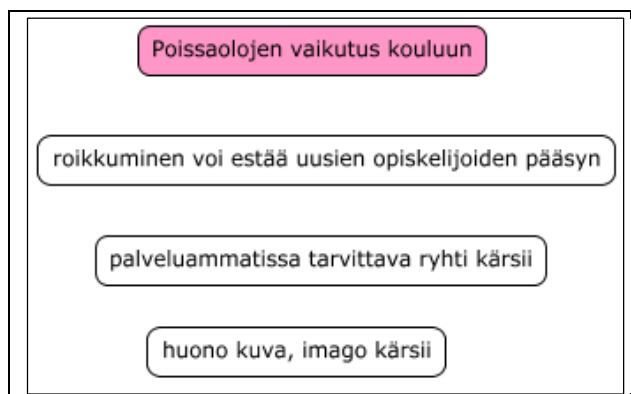 Poissaolojen vaikutus kouluun
roikkuminen voi estää uusien opiskelijoiden pääsyn
palveluammatissa tarvittava ryhti kärsii
huono kuva, imago kärsii